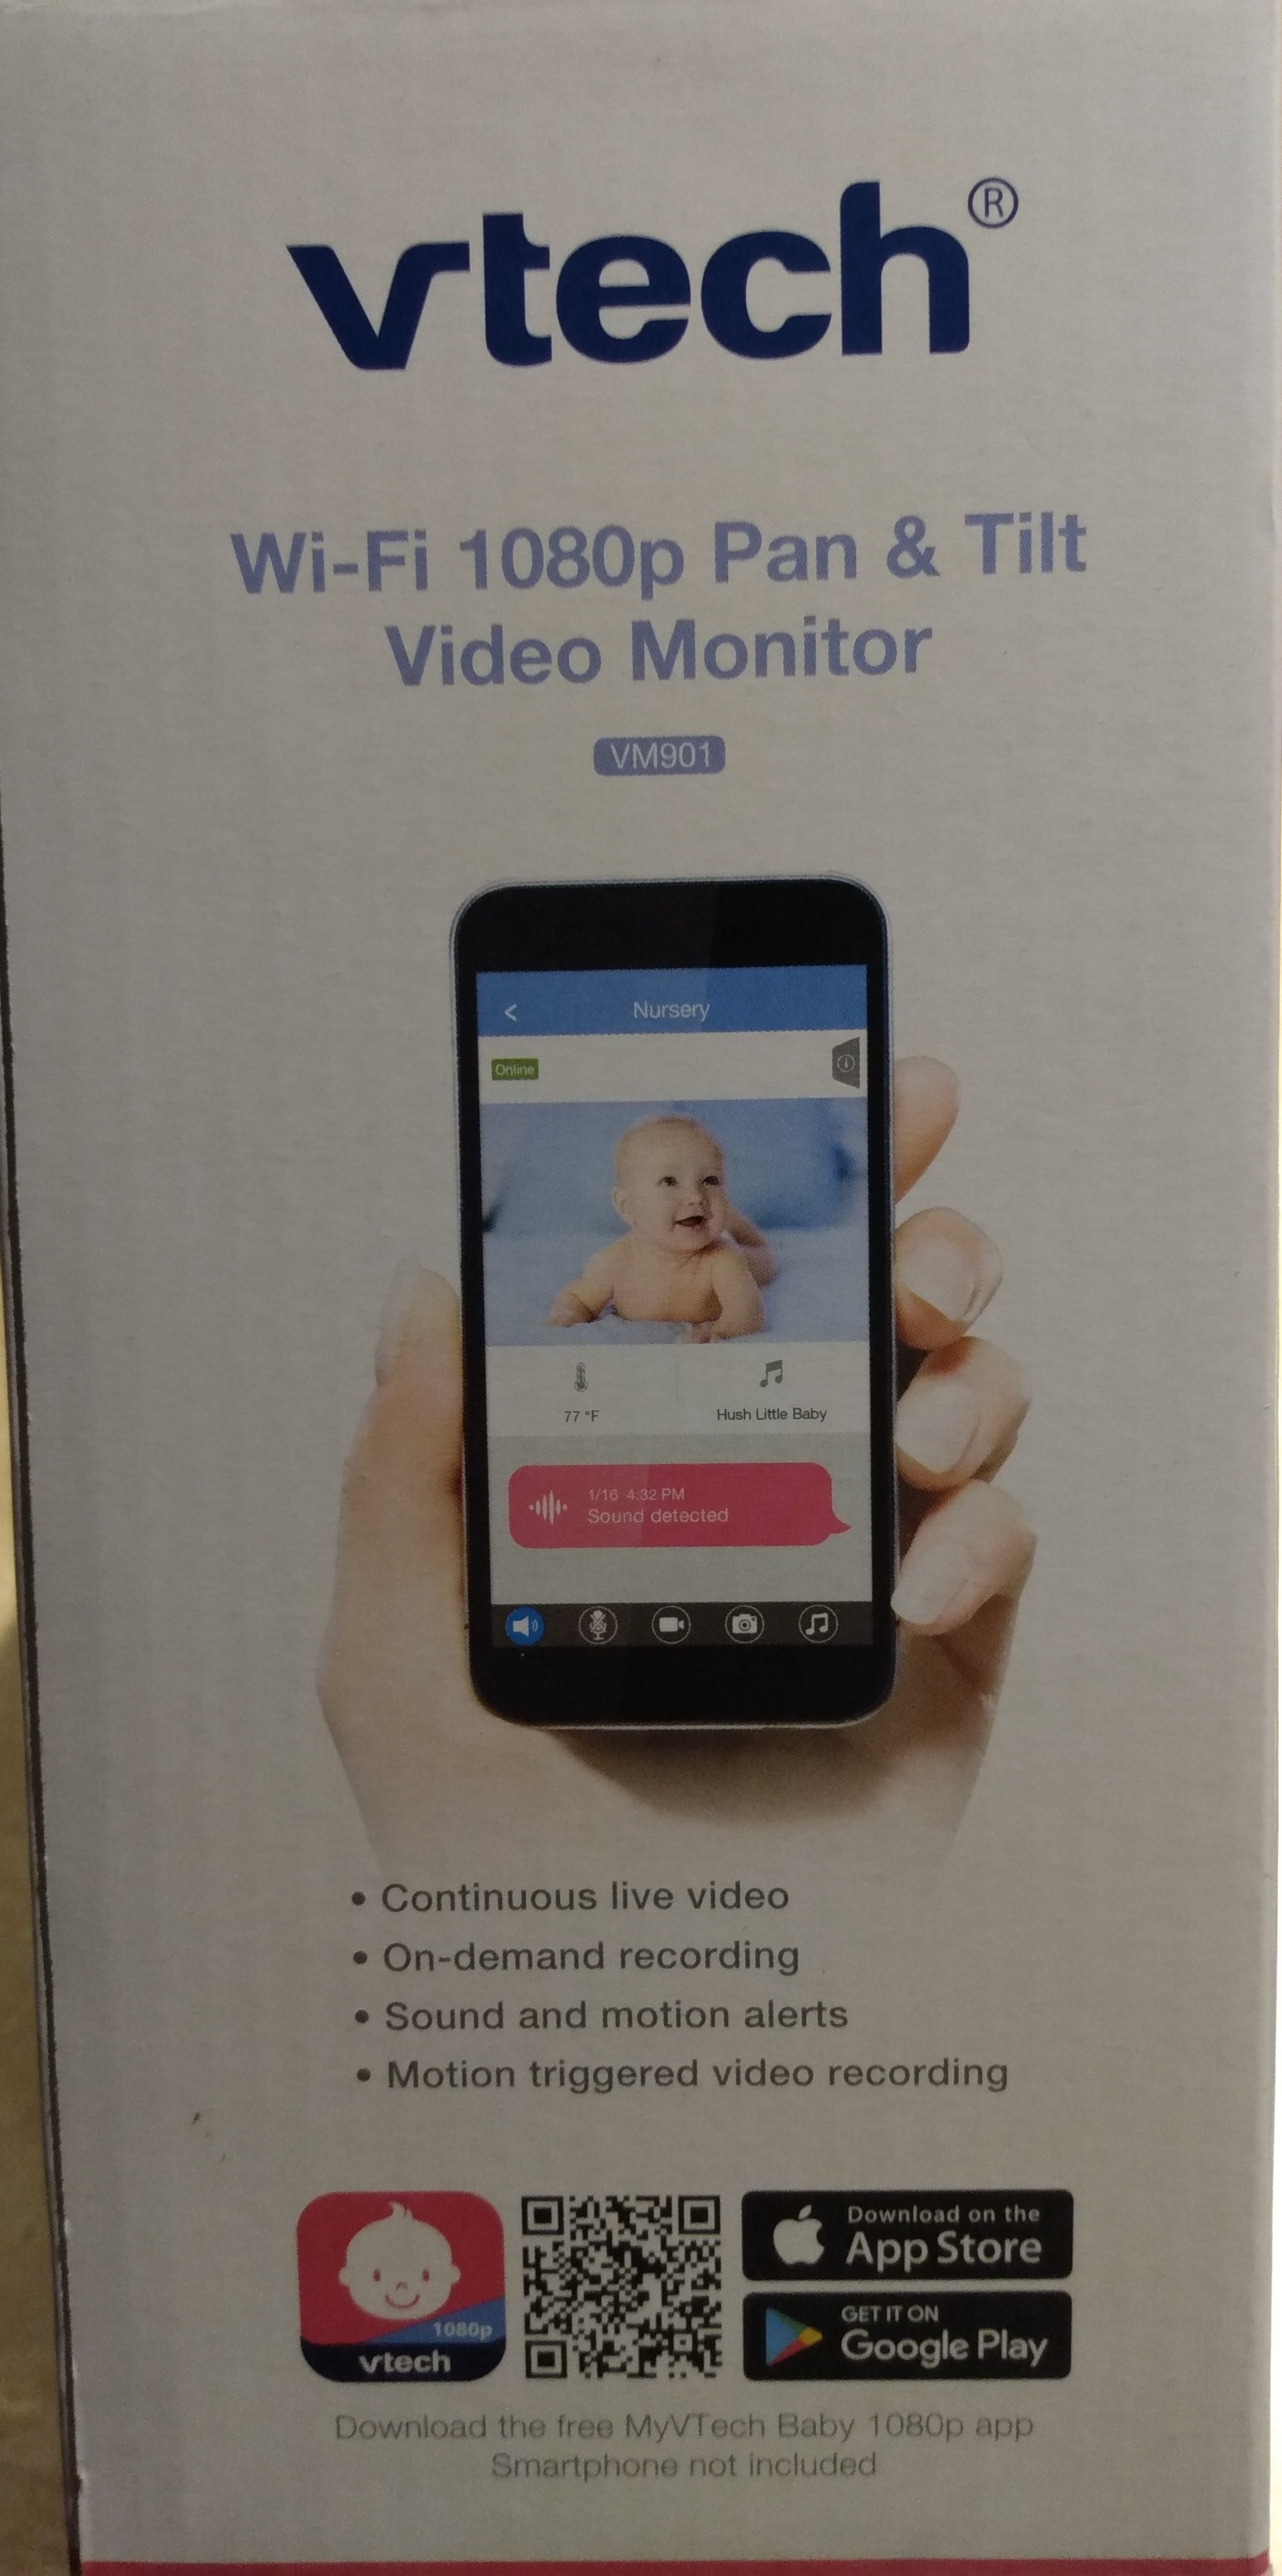 vtech®
Wi-Fi 1080p Pan & Tilt
Video Monitor
VM901
< Nursery
Online
77 °F
Hush Little Baby
1/16 4:32 PM
Sound detected
• Continuous live video
• On-demand recording
• Sound and motion alerts
• Motion triggered video recording
1080p
vtech
Download on the
App Store
GET IT ON
Google Play
Download the free MyVTech Baby 1080p app
Smartphone not included